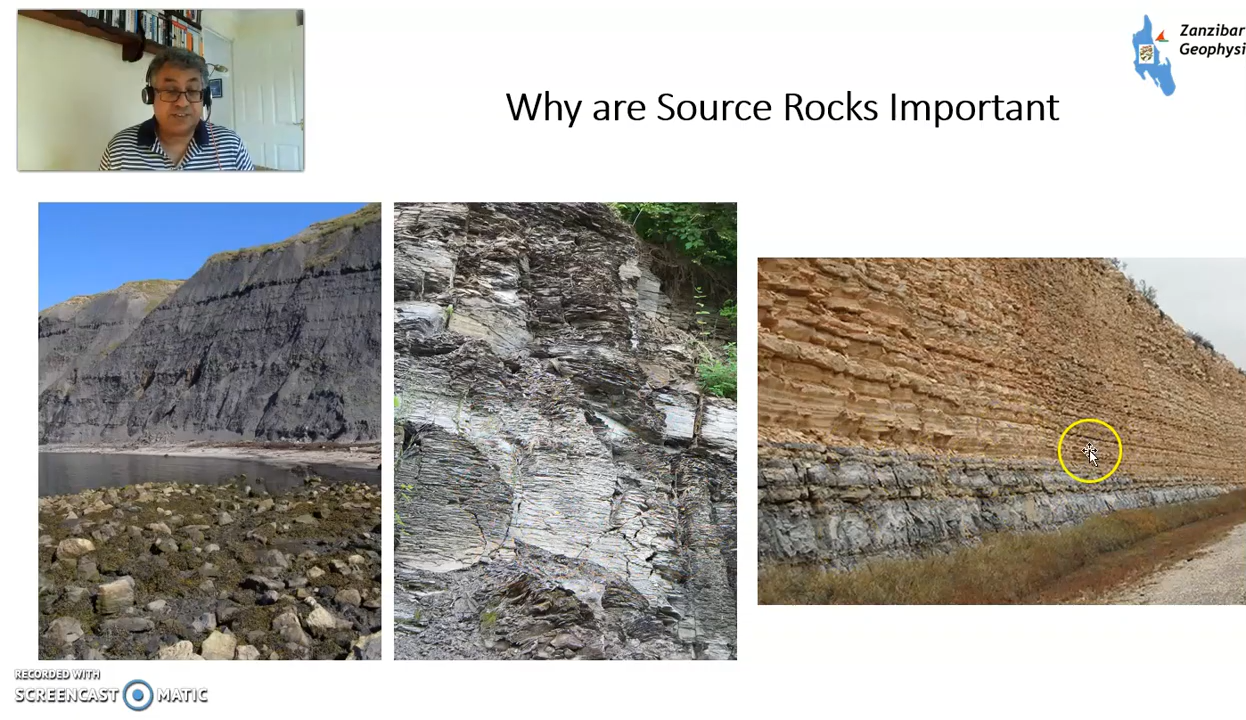 Zanzibar
Geophysi
Why are Source Rocks Important
RECORDED WITH
SCREENCAST MATIC